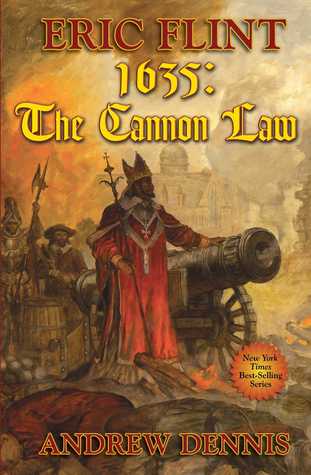 ERIC FLINT
1635:
The Cannon Law
New York
Times
Best-Selling
Series
ANDREW DENNIS